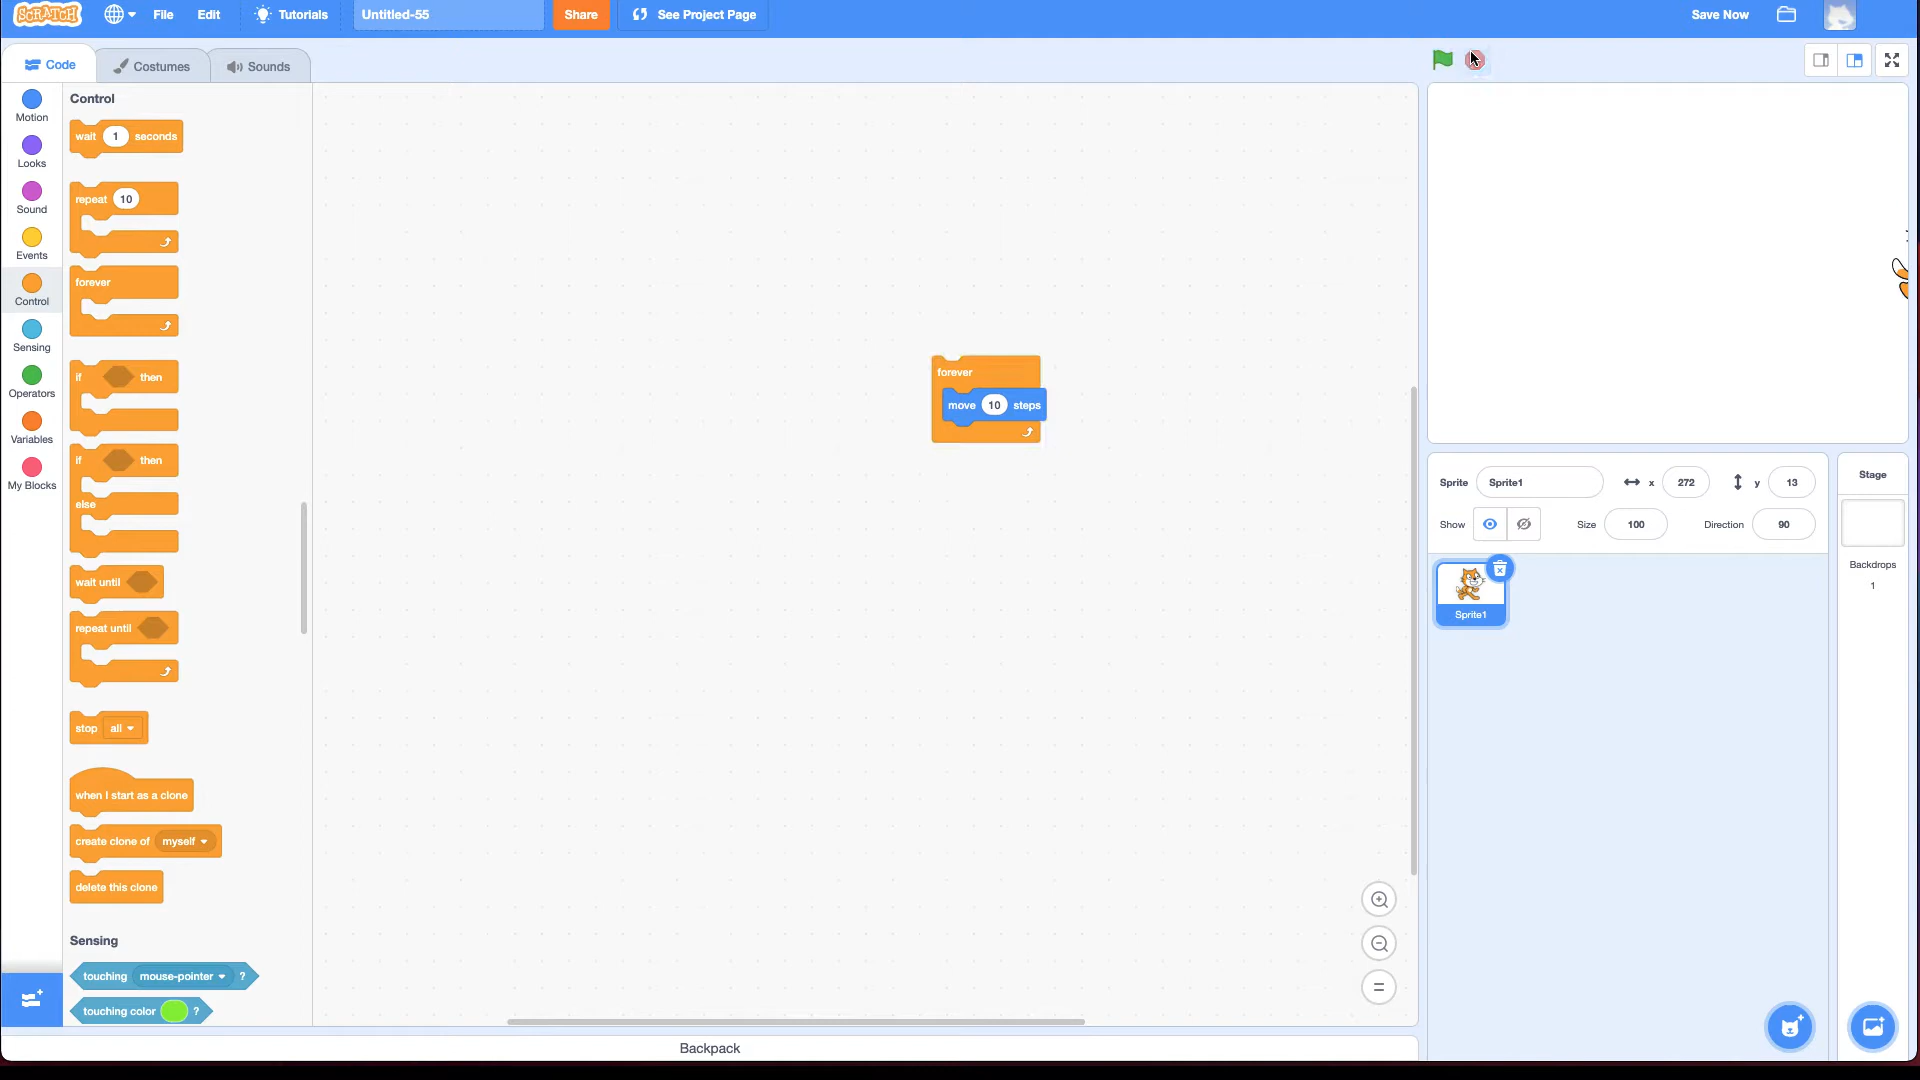 SCRATCH File Edit Tutorials Untitled-55 Share See Project Page Save Now
Code Costumes Sounds
Motion
Looks
Sound
Events
Control
Sensing
Operators
Variables
My Blocks
Control
wait 1 seconds
repeat 10
forever
if then
if then
else
wait until
repeat until
stop all
when I start as a clone
create clone of myself
delete this clone
Sensing
touching mouse-pointer ?
touching color ?
forever
move 10 steps
Backpack
Sprite Sprite1 x 272 y 13
Show Size 100 Direction 90
Sprite1
Stage
Backdrops
1